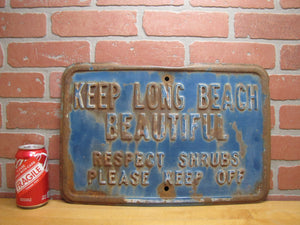 KEEP LONG BEACH
BEAUTIFUL
RESPECT SHRUBS
PLEASE KEEP OFF
FRAGILE